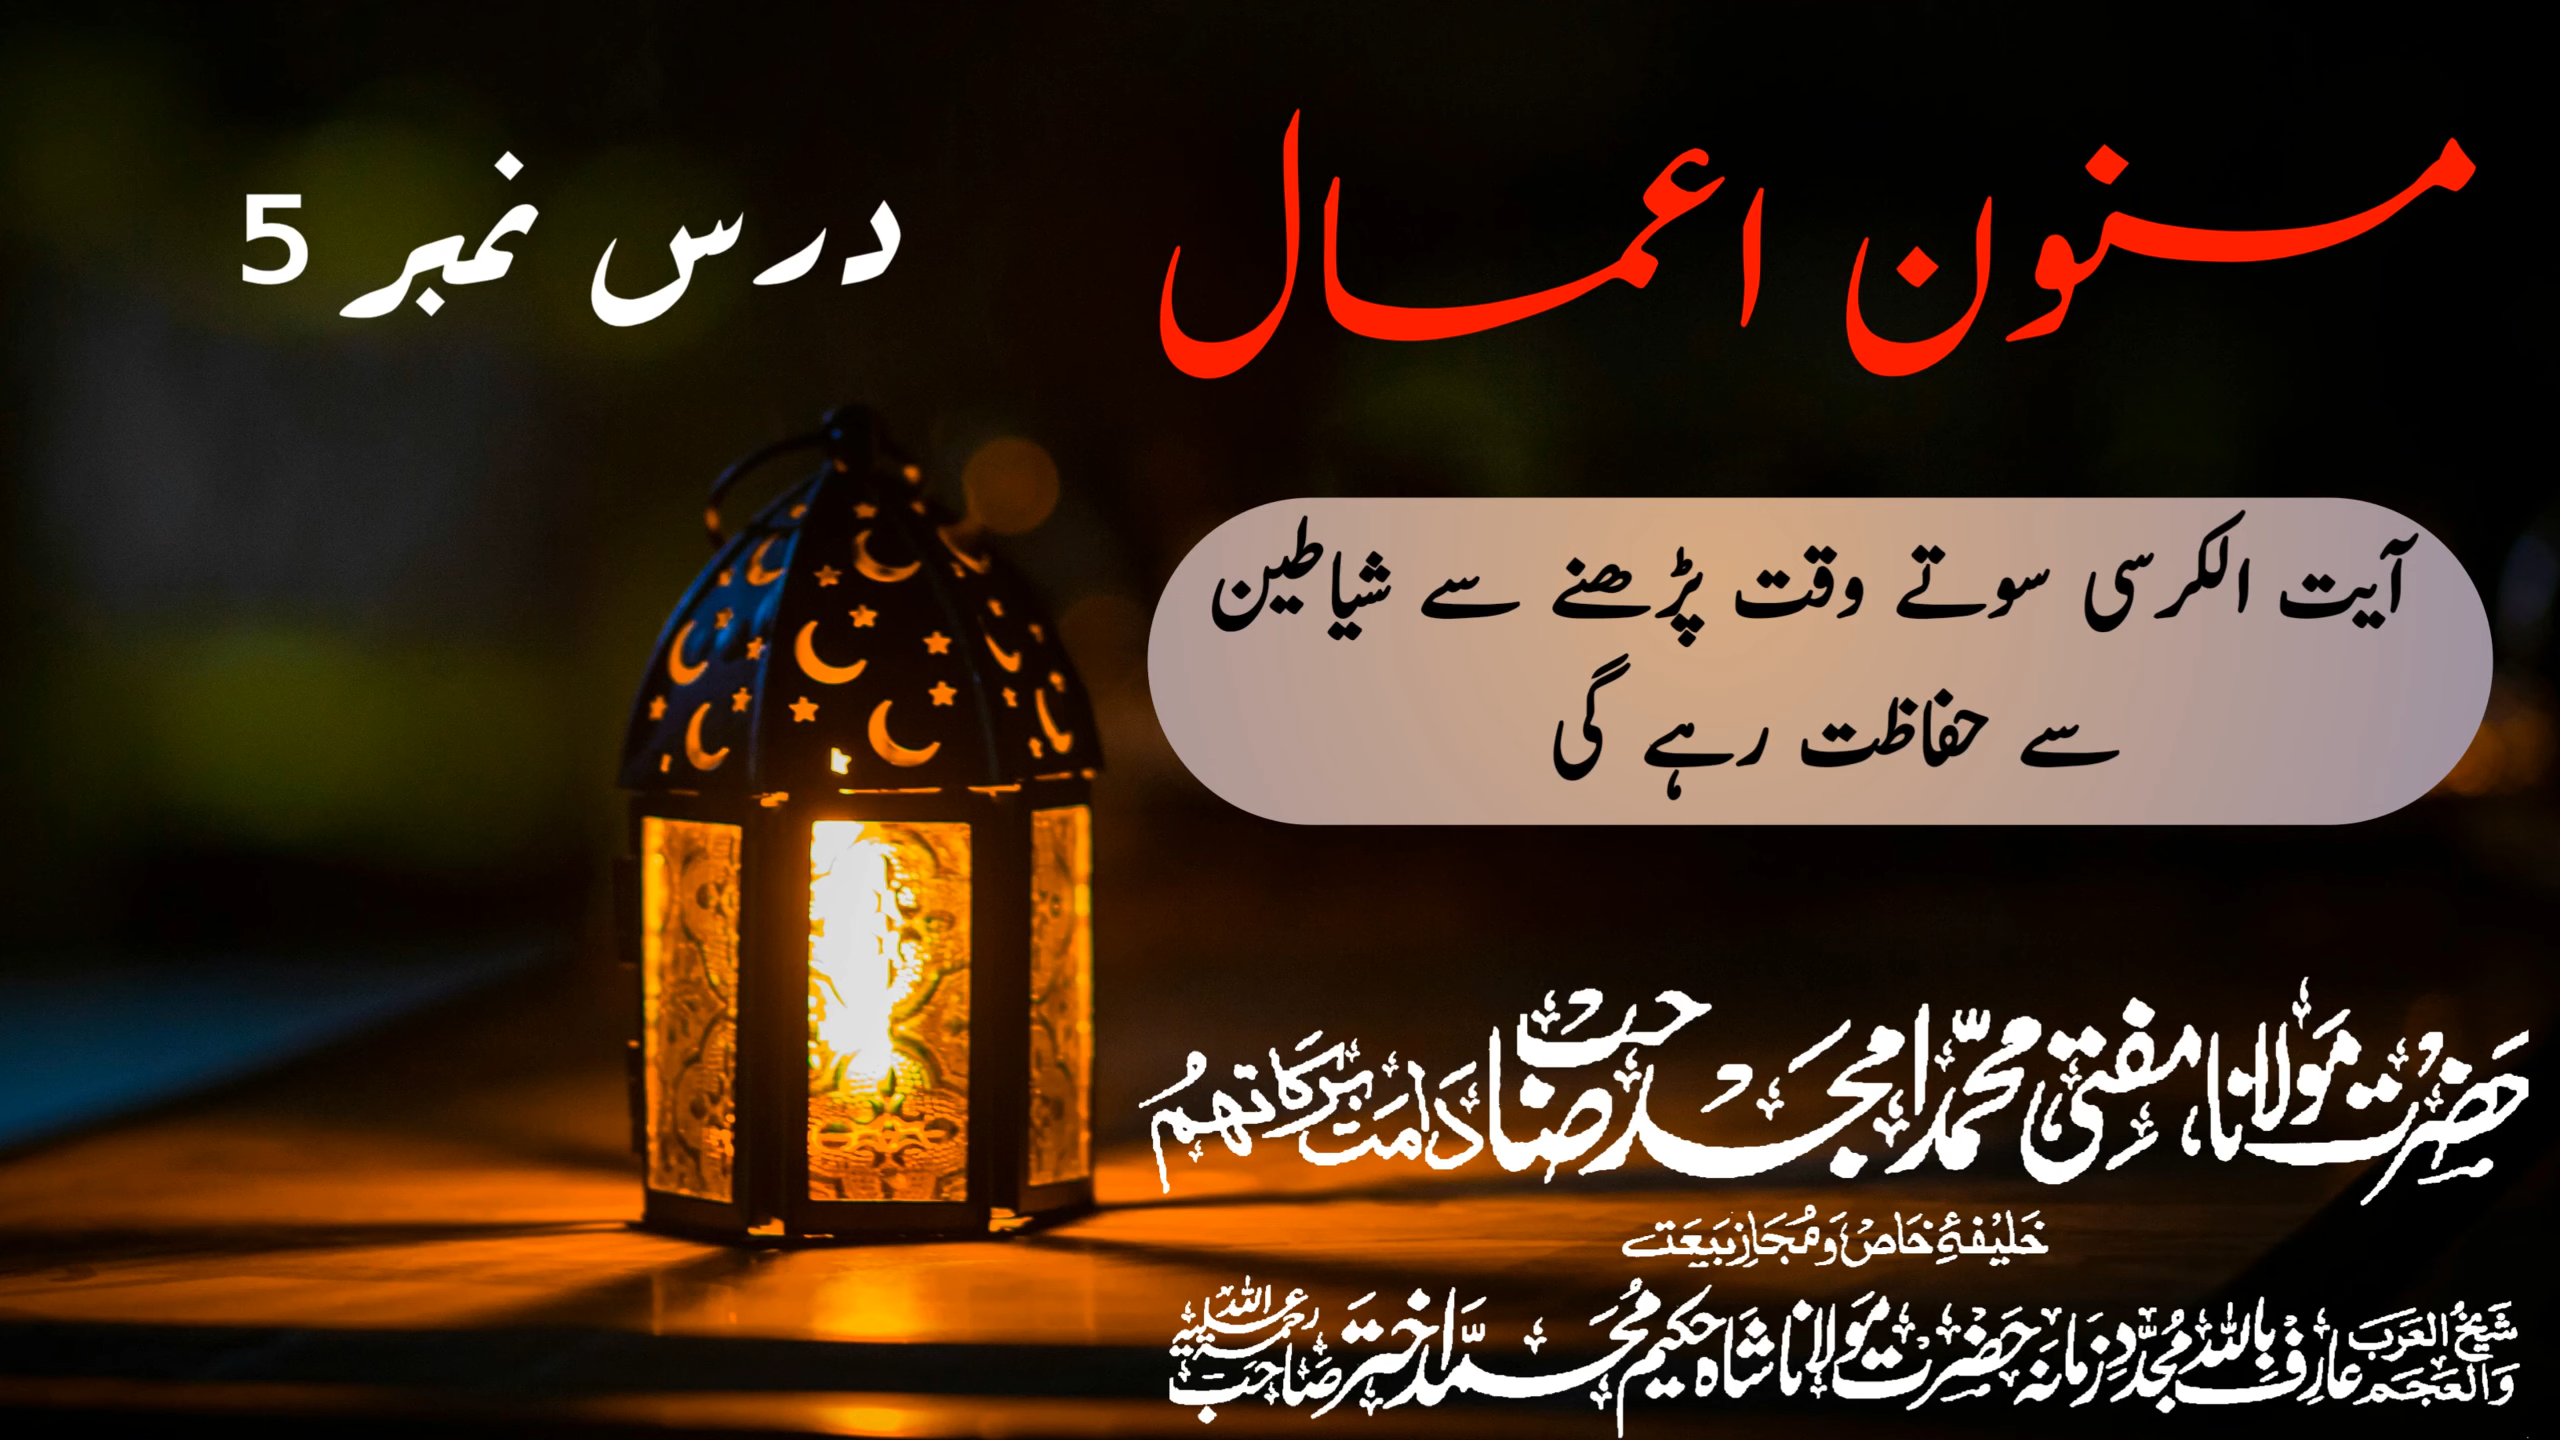 مسنون اعمال
درس نمبر 5
آیت الکرسی سوتے وقت پڑھنے سے شیاطین
سے حفاظت رہے گی
حضرت مولانا مفتی محمد امجد صاحب دامت برکاتہم
خلیفۂ خاص و مجاز بیعت
شیخ العرب والعجم عارف باللہ مجدد زمانہ حضرت مولانا شاہ حکیم محمد اختر صاحب رحمۃ اللہ علیہ